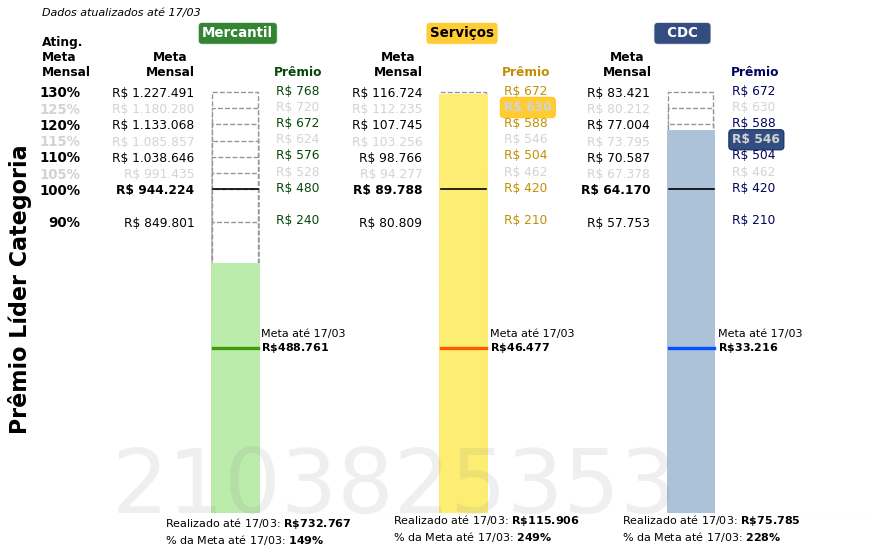 Dados atualizados até 17/03
Mercantil Serviços CDC
Ating. Meta Mensal
Meta Mensal Prêmio Meta Mensal Prêmio Meta Mensal Prêmio
130% R$ 1.227.491 R$ 768 R$ 116.724 R$ 672 R$ 83.421 R$ 672
125% R$ 1.180.280 R$ 720 R$ 112.235 R$ 630 R$ 80.212 R$ 630
120% R$ 1.133.068 R$ 672 R$ 107.745 R$ 588 R$ 77.004 R$ 588
115% R$ 1.085.857 R$ 624 R$ 103.256 R$ 546 R$ 73.795 R$ 546
110% R$ 1.038.646 R$ 576 R$ 98.766 R$ 504 R$ 70.587 R$ 504
105% R$ 991.435 R$ 528 R$ 94.277 R$ 462 R$ 67.378 R$ 462
100% R$ 944.224 R$ 480 R$ 89.788 R$ 420 R$ 64.170 R$ 420
90% R$ 849.801 R$ 240 R$ 80.809 R$ 210 R$ 57.753 R$ 210
Prêmio Líder Categoria
Meta até 17/03 Meta até 17/03 Meta até 17/03
R$488.761 R$46.477 R$33.216
2103825353
Realizado até 17/03: R$732.767 Realizado até 17/03: R$115.906 Realizado até 17/03: R$75.785
% da Meta até 17/03: 149% % da Meta até 17/03: 249% % da Meta até 17/03: 228%